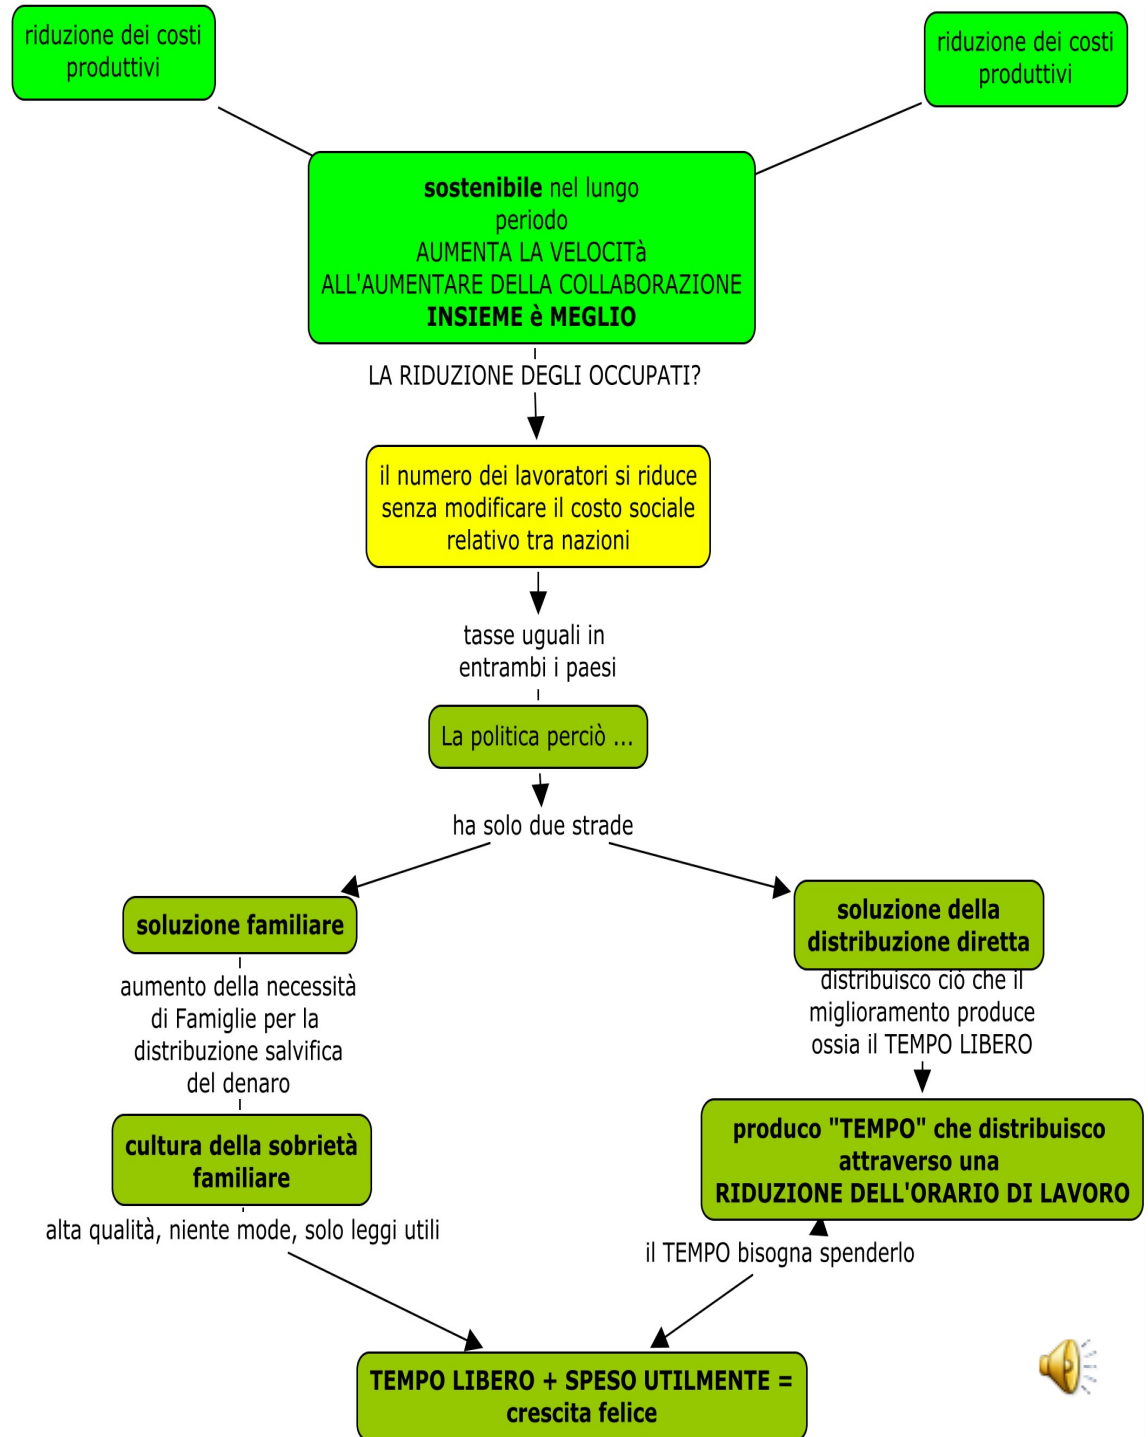 riduzione dei costi
produttivi
riduzione dei costi
produttivi
sostenibile nel lungo
periodo
AUMENTA LA VELOCITà
ALL'AUMENTARE DELLA COLLABORAZIONE
INSIEME è MEGLIO
LA RIDUZIONE DEGLI OCCUPATI?
il numero dei lavoratori si riduce
senza modificare il costo sociale
relativo tra nazioni
tasse uguali in
entrambi i paesi
La politica perciò ...
ha solo due strade
soluzione familiare
aumento della necessità
di Famiglie per la
distribuzione salvifica
del denaro
cultura della sobrietà
familiare
alta qualità, niente mode, solo leggi utili
soluzione della
distribuzione diretta
distribuisco ciò che il
miglioramento produce
ossia il TEMPO LIBERO
produco "TEMPO" che distribuisco
attraverso una
RIDUZIONE DELL'ORARIO DI LAVORO
il TEMPO bisogna spenderlo
TEMPO LIBERO + SPESO UTILMENTE =
crescita felice